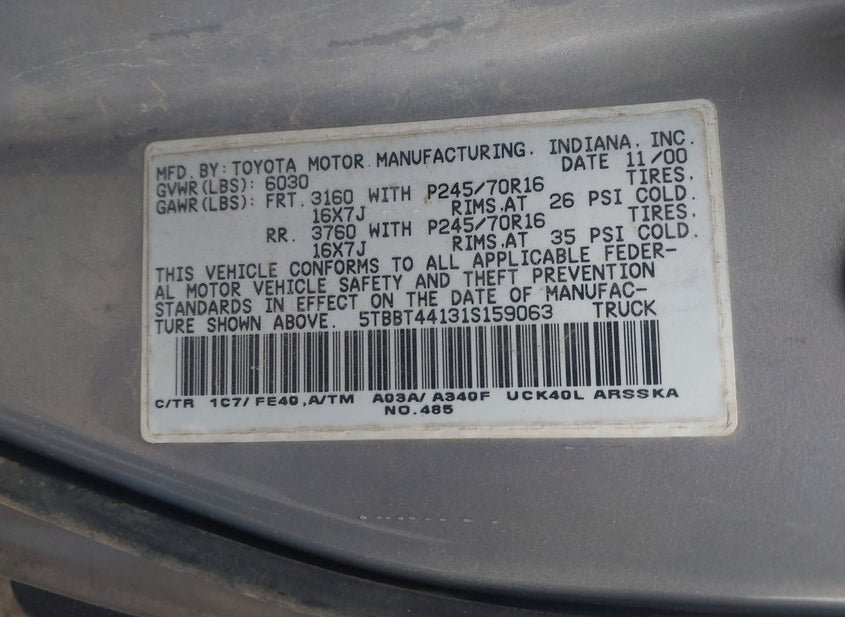 MFD. BY: TOYOTA MOTOR MANUFACTURING, INDIANA, INC.
GVWR(LBS): 6030 DATE 11/00
GAWR(LBS): FRT. 3160 WITH P245/70R16 TIRES,
16X7J RIMS,AT 26 PSI COLD.
RR. 3760 WITH P245/70R16 TIRES,
16X7J RIMS,AT 35 PSI COLD.
THIS VEHICLE CONFORMS TO ALL APPLICABLE FEDER-
AL MOTOR VEHICLE SAFETY AND THEFT PREVENTION
STANDARDS IN EFFECT ON THE DATE OF MANUFAC-
TURE SHOWN ABOVE. 5TBBT44131S159063 TRUCK
C/TR 1C7/FE40,A/TM A03A/A340F UCK40L ARSSKA
NO.485